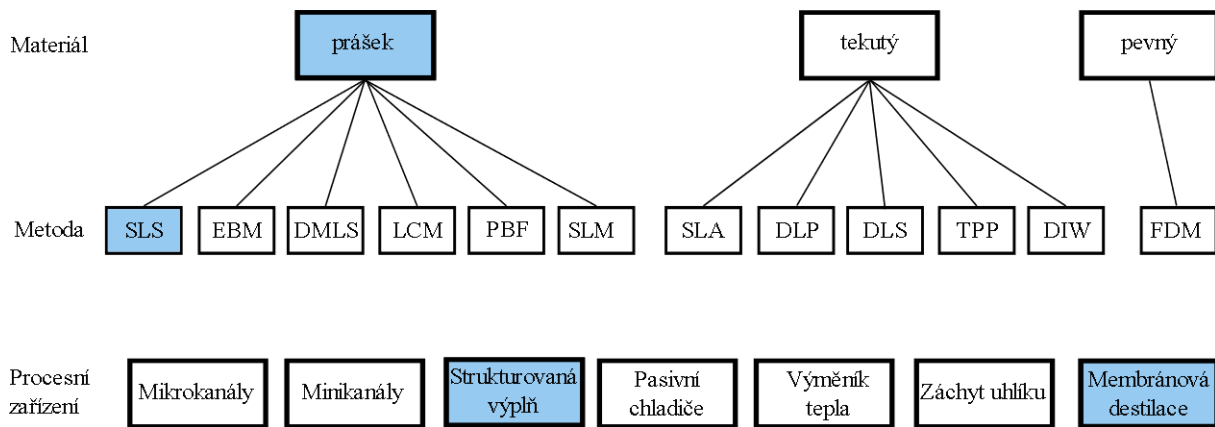 Materiál
prášek
tekutý
pevný
Metoda
SLS
EBM
DMLS
LCM
PBF
SLM
SLA
DLP
DLS
TPP
DIW
FDM
Procesní
zařízení
Mikrokanály
Minikanály
Strukturovaná
výplň
Pasivní
chladiče
Výměník
tepla
Záchyt uhlíku
Membránová
destilace